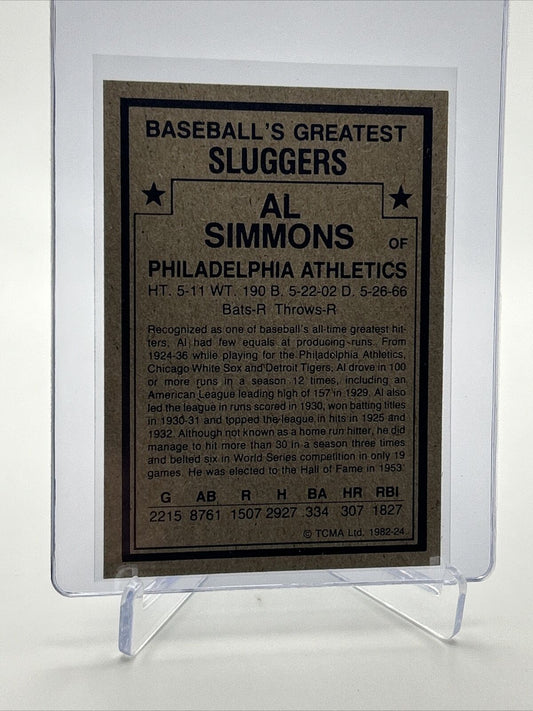 BASEBALL'S GREATEST
SLUGGERS
AL
SIMMONS OF
PHILADELPHIA ATHLETICS
HT. 5-11 WT. 190 B. 5-22-02 D. 5-26-66
Bats-R Throws-R
Recognized as one of baseball's all-time greatest hit-
ters, Al had few equals at producing runs. From
1924-36 while playing for the Philadelphia Athletics,
Chicago White Sox and Detroit Tigers, Al drove in 100
or more runs in a season 12 times, including an
American League leading high of 157 in 1929. Al also
led the league in runs scored in 1930, won batting titles
in 1930-31 and topped the league in hits in 1925 and
1932. Although not known as a home run hitter, he did
manage to hit more than 30 in a season three times
and belted six in World Series competition in only 19
games. He was elected to the Hall of Fame in 1953.
G AB R H BA HR RBI
2215 8761 1507 2927 .334 307 1827
© TCMA Ltd. 1982-24